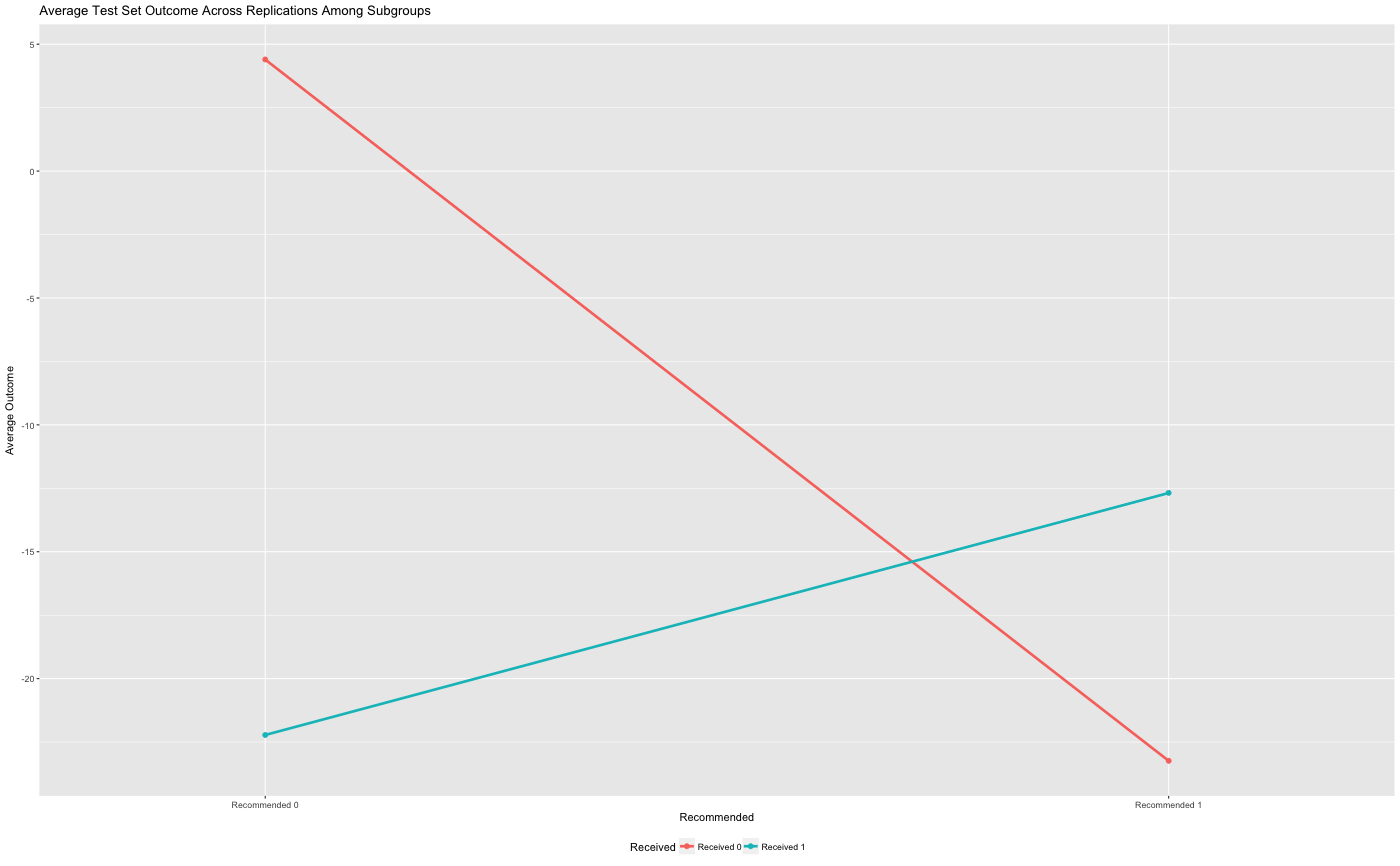 Average Test Set Outcome Across Replications Among Subgroups
5
0
-5
-10
-15
-20
Average Outcome
Recommended 0 Recommended 1
Recommended
Received Received 0 Received 1